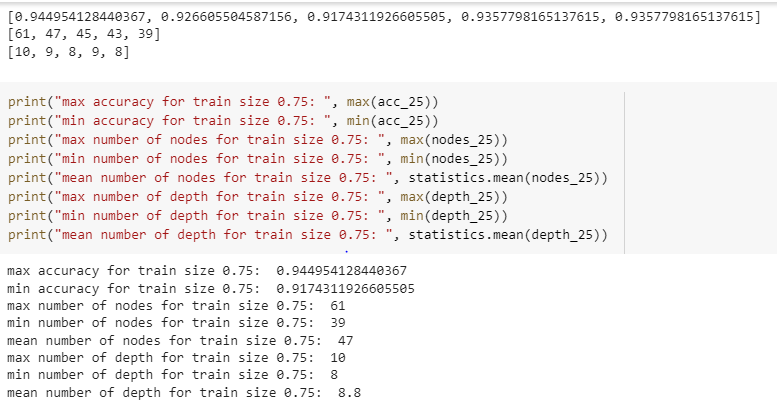 [0.944954128440367, 0.926605504587156, 0.9174311926605505, 0.9357798165137615, 0.9357798165137615]
[61, 47, 45, 43, 39]
[10, 9, 8, 9, 8]
print("max accuracy for train size 0.75: ", max(acc_25))
print("min accuracy for train size 0.75: ", min(acc_25))
print("max number of nodes for train size 0.75: ", max(nodes_25))
print("min number of nodes for train size 0.75: ", min(nodes_25))
print("mean number of nodes for train size 0.75: ", statistics.mean(nodes_25))
print("max number of depth for train size 0.75: ", max(depth_25))
print("min number of depth for train size 0.75: ", min(depth_25))
print("mean number of depth for train size 0.75: ", statistics.mean(depth_25))
max accuracy for train size 0.75:  0.944954128440367
min accuracy for train size 0.75:  0.9174311926605505
max number of nodes for train size 0.75:  61
min number of nodes for train size 0.75:  39
mean number of nodes for train size 0.75:  47
max number of depth for train size 0.75:  10
min number of depth for train size 0.75:  8
mean number of depth for train size 0.75:  8.8